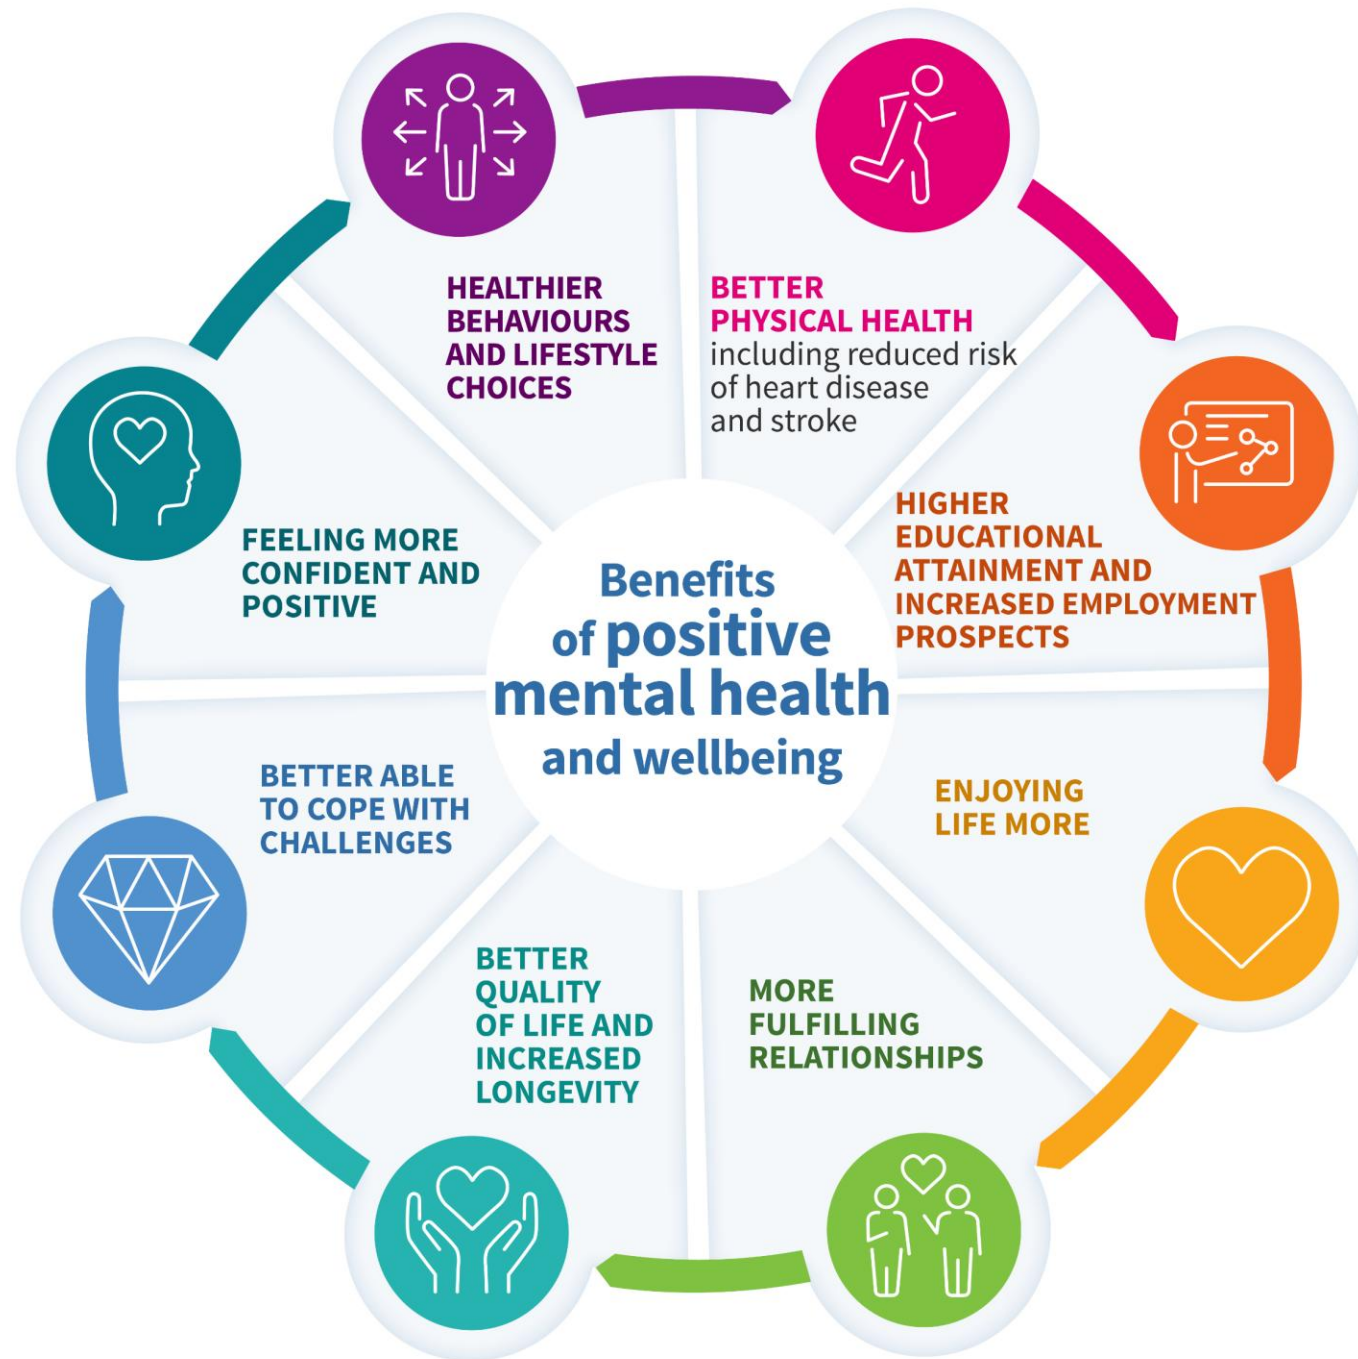 Benefits
of positive
mental health
and wellbeing
BETTER
PHYSICAL HEALTH
including reduced risk
of heart disease
and stroke
HIGHER
EDUCATIONAL
ATTAINMENT AND
INCREASED EMPLOYMENT
PROSPECTS
ENJOYING
LIFE MORE
MORE
FULFILLING
RELATIONSHIPS
BETTER
QUALITY
OF LIFE AND
INCREASED
LONGEVITY
BETTER ABLE
TO COPE WITH
CHALLENGES
FEELING MORE
CONFIDENT AND
POSITIVE
HEALTHIER
BEHAVIOURS
AND LIFESTYLE
CHOICES